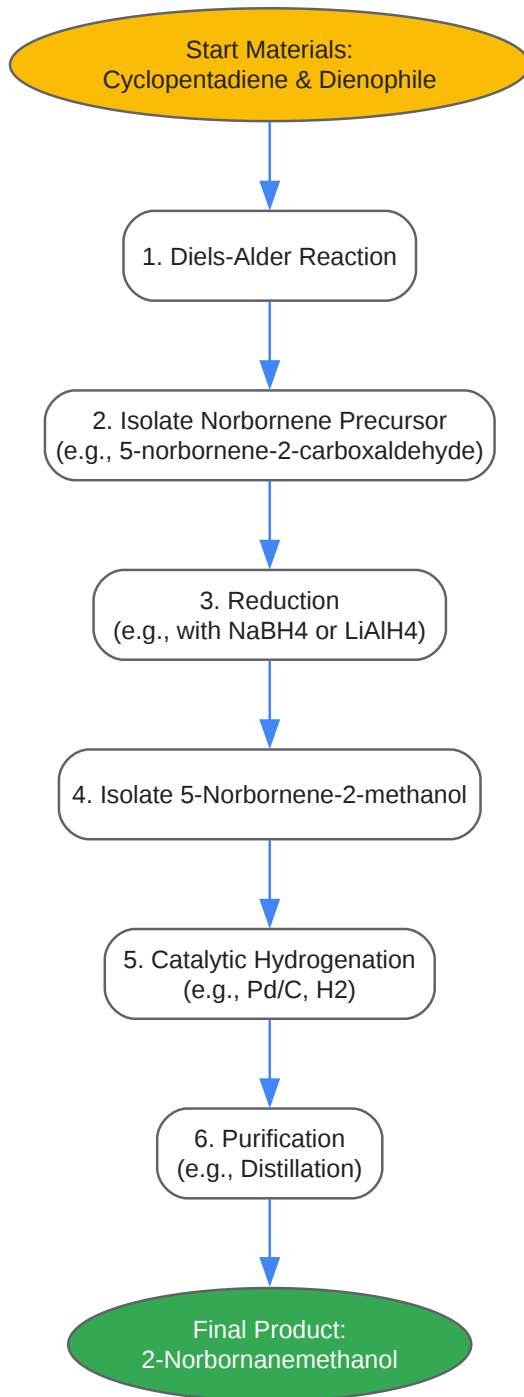 Start Materials:
Cyclopentadiene & Dienophile
1. Diels-Alder Reaction
2. Isolate Norbornene Precursor
(e.g., 5-norbornene-2-carboxaldehyde)
3. Reduction
(e.g., with NaBH4 or LiAlH4)
4. Isolate 5-Norbornene-2-methanol
5. Catalytic Hydrogenation
(e.g., Pd/C, H2)
6. Purification
(e.g., Distillation)
Final Product:
2-Norbornanemethanol